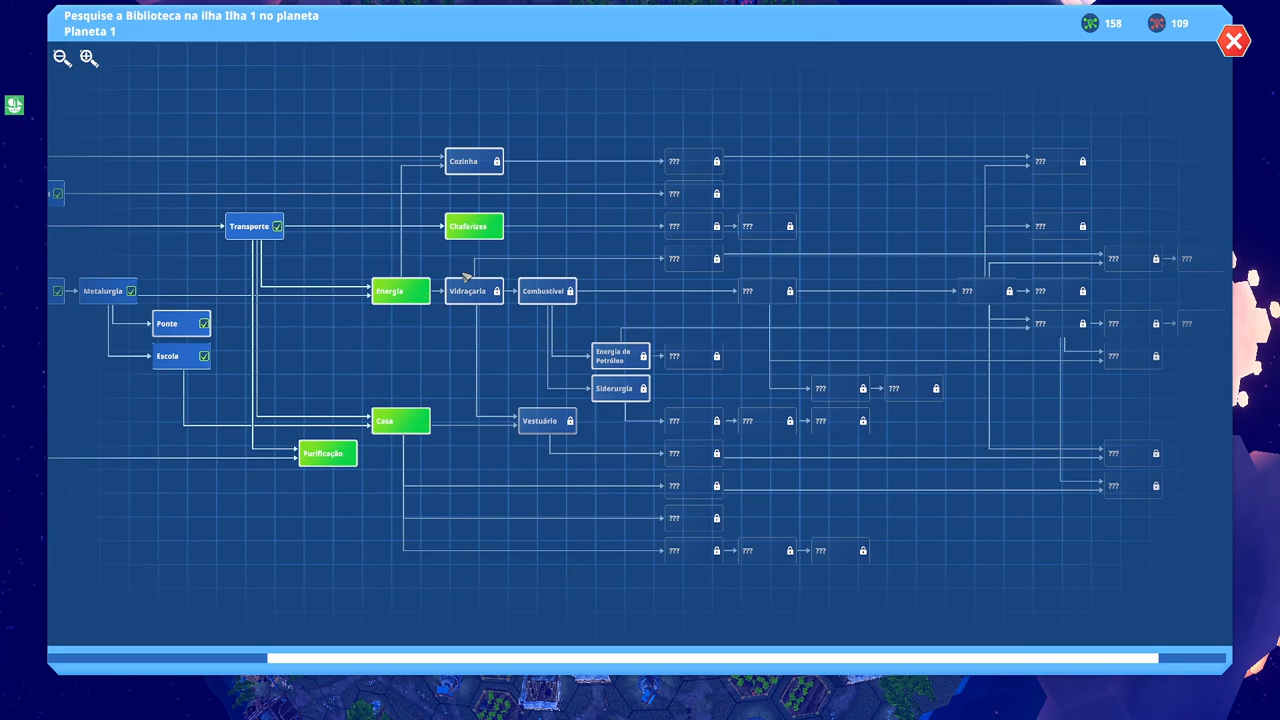 Pesquise a Biblioteca na ilha Ilha 1 no planeta
Planeta 1
158
109
Cozinha
???
???
???
Transporte
Chafarizes
???
???
???
???
???
???
Metalurgia
Energia
Vidraçaria
Combustível
???
???
???
Ponte
???
???
???
Escola
Energia de
Petróleo
???
???
Siderurgia
???
???
Casa
Vestuário
???
???
???
Purificação
???
???
???
???
???
???
???
???